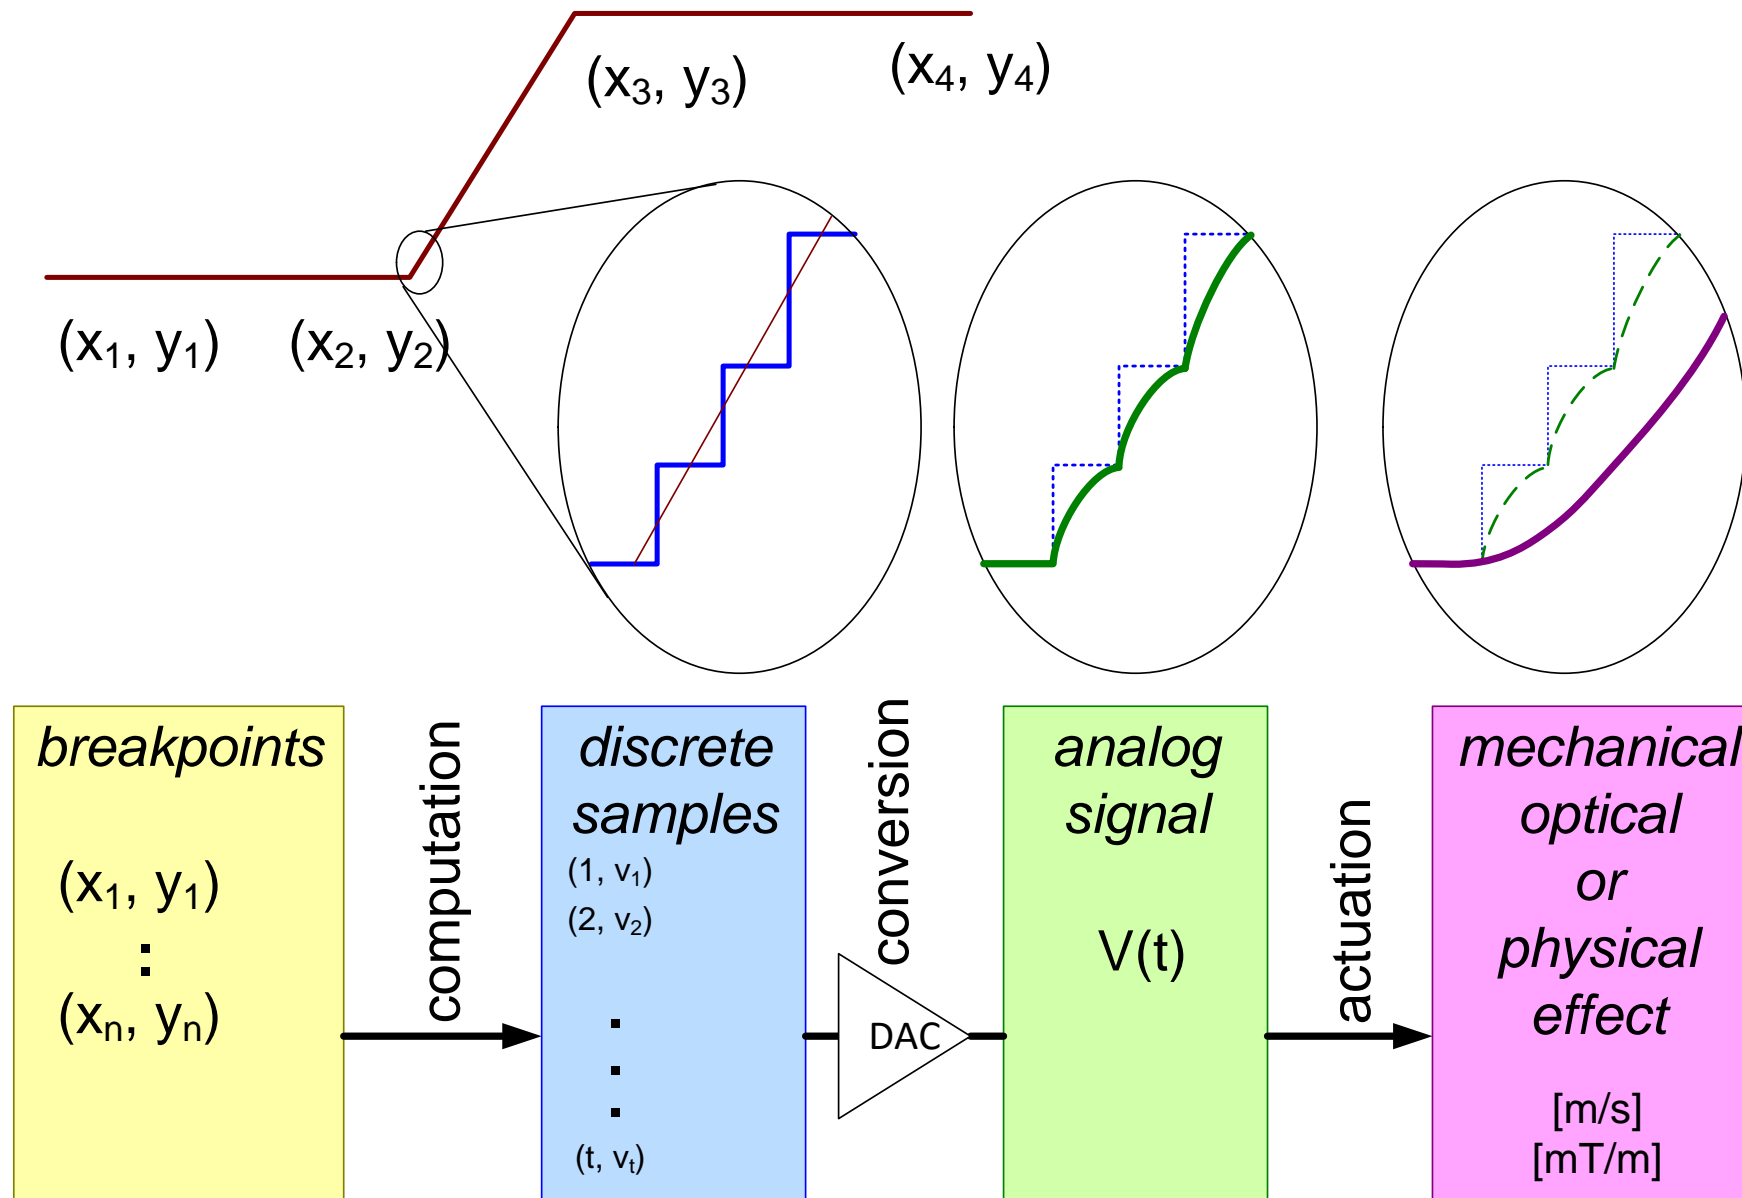 (x₃, y₃)
(x₄, y₄)
(x₁, y₁)
(x₂, y₂)
breakpoints
(x₁, y₁)
:
(xₙ, yₙ)
computation
discrete
samples
(1, v₁)
(2, v₂)
.
.
.
(t, vₜ)
conversion
DAC
analog
signal
V(t)
actuation
mechanical
optical
or
physical
effect
[m/s]
[mT/m]